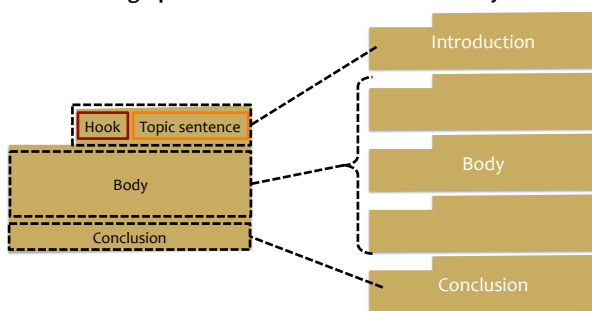 Introduction
Hook
Topic sentence
Body
Body
Conclusion
Conclusion